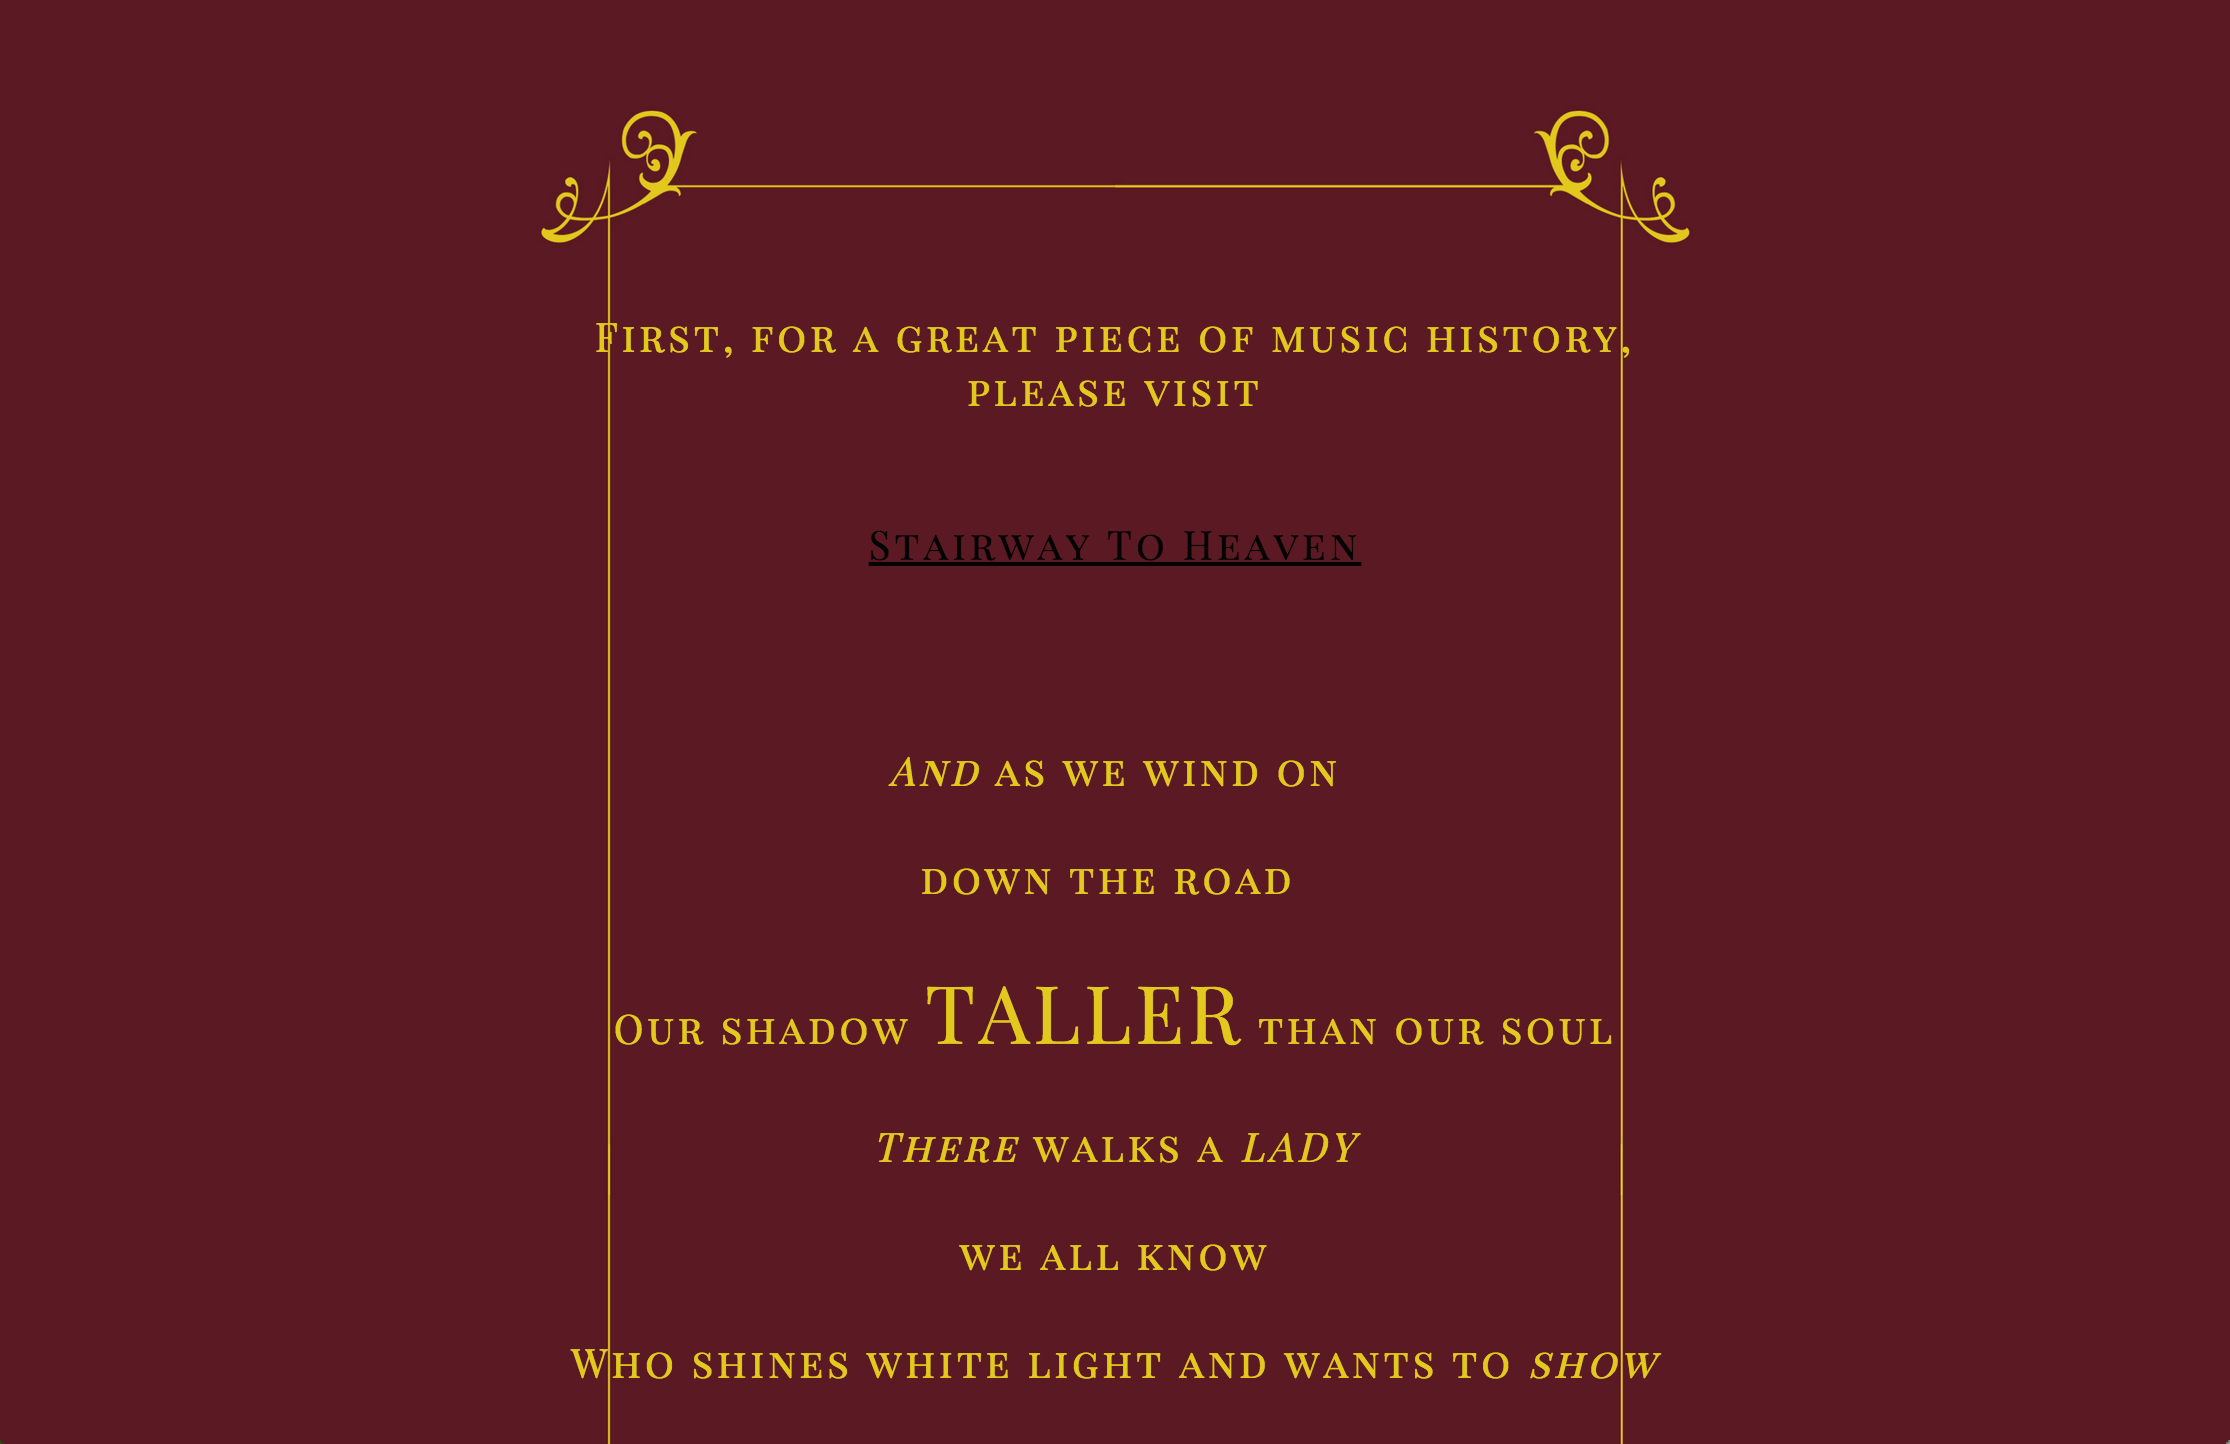 First, for a great piece of music history,
please visit
Stairway To Heaven
And as we wind on
down the road
Our shadow TALLER than our soul
There walks a lady
we all know
Who shines white light and wants to show